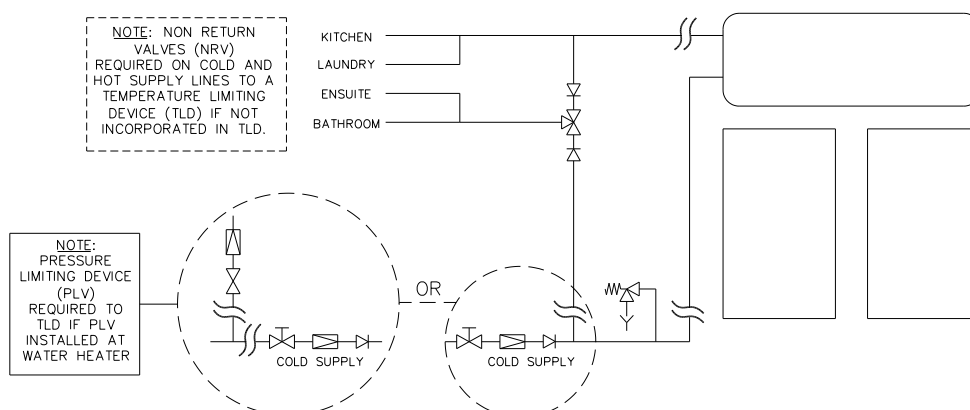 NOTE: NON RETURN
VALVES (NRV)
REQUIRED ON COLD AND
HOT SUPPLY LINES TO A
TEMPERATURE LIMITING
DEVICE (TLD) IF NOT
INCORPORATED IN TLD.
KITCHEN
LAUNDRY
ENSUITE
BATHROOM
NOTE:
PRESSURE
LIMITING DEVICE
(PLV)
REQUIRED TO
TLD IF PLV
INSTALLED AT
WATER HEATER
OR
COLD SUPPLY
COLD SUPPLY